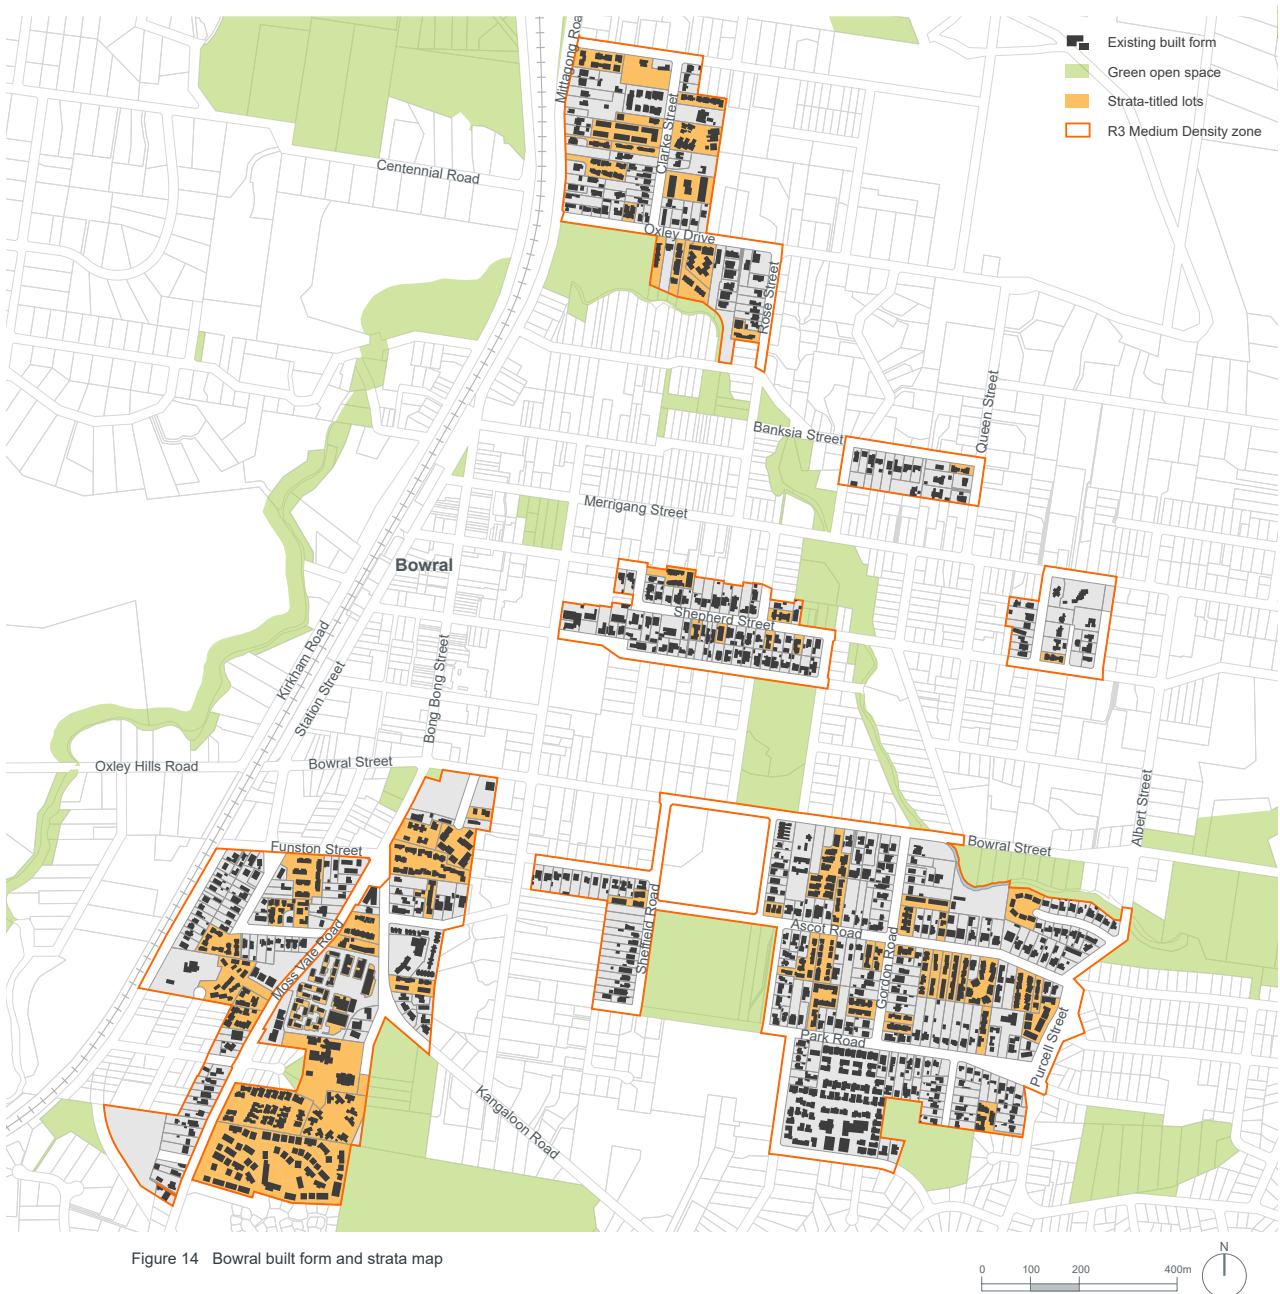 Mittagong Roa
Existing built form
Green open space
Strata-titled lots
R3 Medium Density zone
Clarke Street
Centennial Road
Oxley Drive
Rose Street
Queen Street
Banksia Street
Merrigang Street
Bowral
Shepherd Street
Kirkham Road
Station Street
Bong Bong Street
Oxley Hills Road
Bowral Street
Albert Street
Funston Street
Bowral Street
Sheffield Road
Ascot Road
Gordon Road
Moss Vale Road
Park Road
Purcell Street
Kangaloon Road
Figure 14 Bowral built form and strata map
N
0 100 200 400m